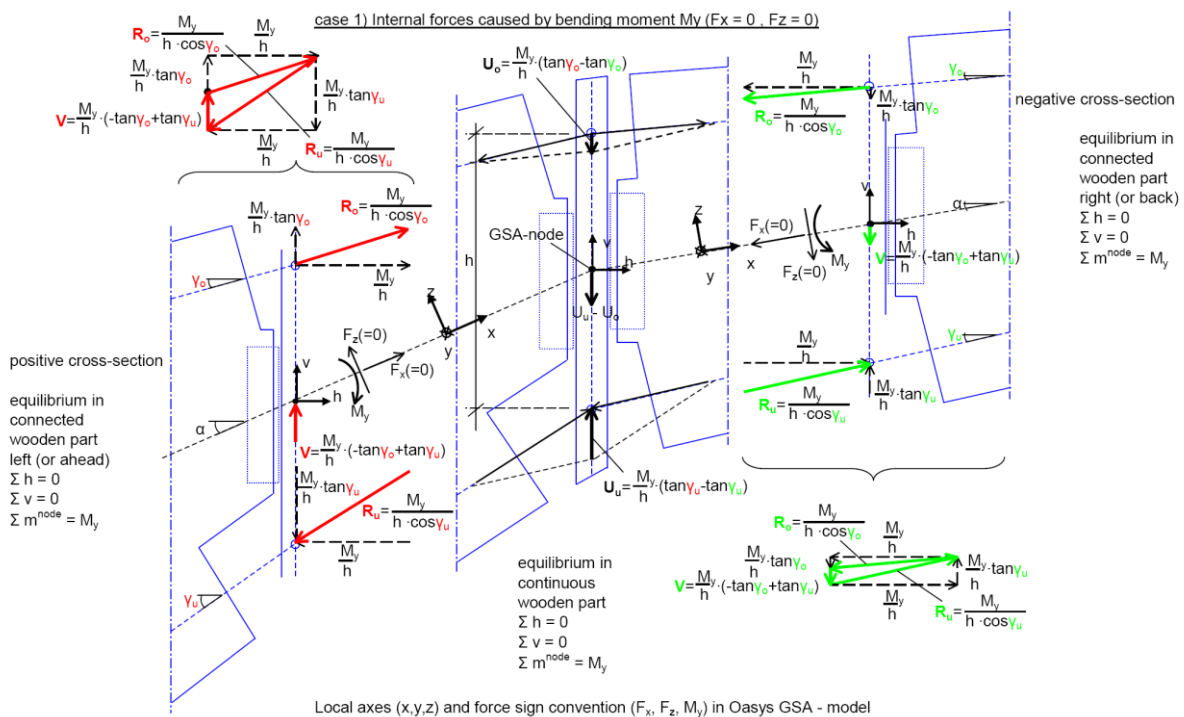 case 1) Internal forces caused by bending moment My (Fx = 0 , Fz = 0)
Ro = My / (h ·cosγo)
My/h
My/h ·tanγo
My/h ·tanγu
V = My/h ·(-tanγo+tanγu)
My/h
Ru = My / (h ·cosγu)
Uo = My/h ·(tanγo-tanγo)
My/h
γo
My/h ·tanγo
Ro = My / (h ·cosγo)
negative cross-section
equilibrium in
connected
wooden part
right (or back)
Σ h = 0
Σ v = 0
Σ m^node = My
My/h ·tanγo
Ro = My / (h ·cosγo)
My/h
γo
h
GSA-node
v
h
z
y
x
Fx(=0)
My
Fz(=0)
v
h
α
V = My/h ·(-tanγo+tanγu)
Uu - Uo
z
y
x
Fz(=0)
Fx(=0)
My
v
h
α
positive cross-section
equilibrium in
connected
wooden part
left (or ahead)
Σ h = 0
Σ v = 0
Σ m^node = My
V = My/h ·(-tanγo+tanγu)
My/h ·tanγu
Ru = My / (h ·cosγu)
My/h
γu
My/h
γu
Ru = My / (h ·cosγu)
My/h ·tanγu
Uu = My/h ·(tanγu-tanγu)
equilibrium in
continuous
wooden part
Σ h = 0
Σ v = 0
Σ m^node = My
Ro = My / (h ·cosγo)
My/h
My/h ·tanγo
My/h ·tanγu
V = My/h ·(-tanγo+tanγu)
My/h
Ru = My / (h ·cosγu)
Local axes (x,y,z) and force sign convention (Fx, Fz, My) in Oasys GSA - model